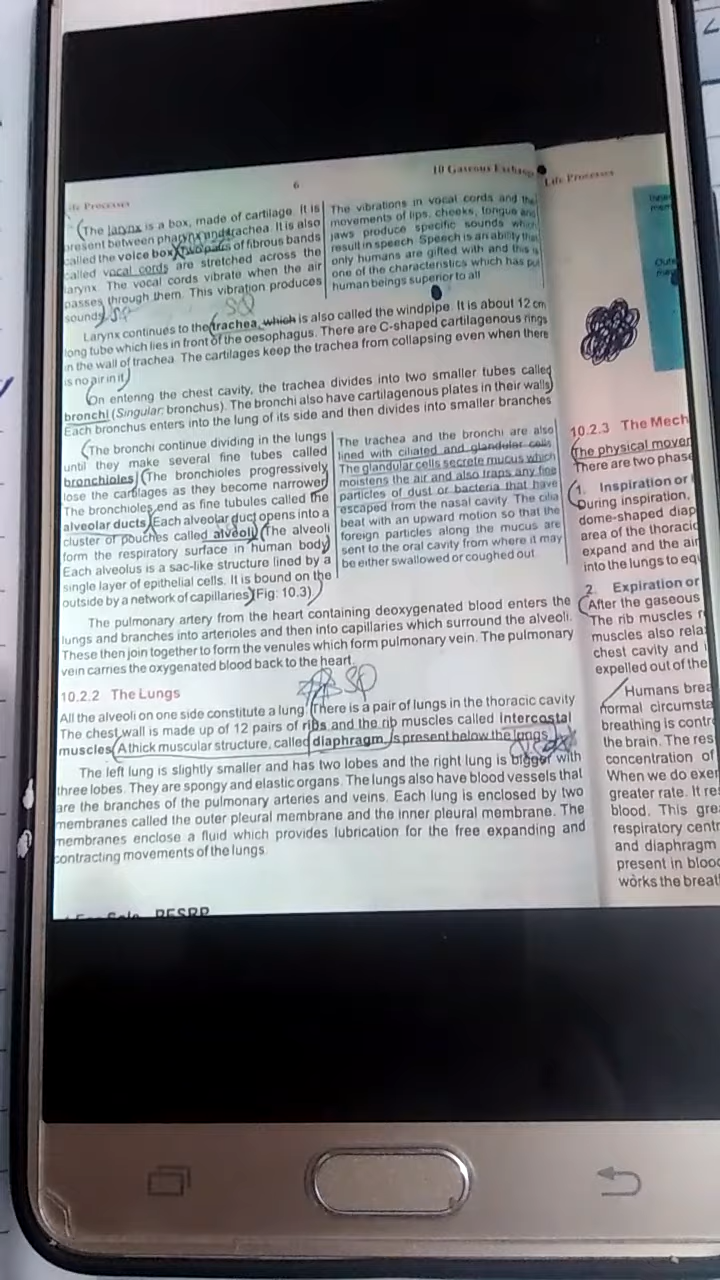 Life Processes
6
10 Gaseous Exchang
The larynx is a box, made of cartilage. It is
present between pharynx and trachea. It is also
called the voice box. Two pairs of fibrous bands
called vocal cords are stretched across the
larynx. The vocal cords vibrate when the air
passes through them. This vibration produces
sounds. SQ
The vibrations in vocal cords and the
movements of lips, cheeks, tongue and
jaws produce specific sounds which
result in speech. Speech is an ability that
only humans are gifted with and this is
one of the characteristics which has put
human beings superior to all
SQ
Larynx continues to the trachea, which is also called the windpipe. It is about 12 cm
long tube which lies in front of the oesophagus. There are C-shaped cartilagenous rings
in the wall of trachea. The cartilages keep the trachea from collapsing even when there
is no air in it.
On entering the chest cavity, the trachea divides into two smaller tubes called
bronchi (Singular: bronchus). The bronchi also have cartilagenous plates in their walls.
Each bronchus enters into the lung of its side and then divides into smaller branches
The bronchi continue dividing in the lungs
until they make several fine tubes called
bronchioles. The bronchioles progressively
lose the cartilages as they become narrower.
The bronchioles end as fine tubules called the
alveolar ducts. Each alveolar duct opens into a
cluster of pouches called alveoli. The alveoli
form the respiratory surface in human body.
Each alveolus is a sac-like structure lined by a
single layer of epithelial cells. It is bound on the
outside by a network of capillaries (Fig: 10.3)
The trachea and the bronchi are also
lined with ciliated and glandular cells
The glandular cells secrete mucus which
moistens the air and also traps any fine
particles of dust or bacteria that have
escaped from the nasal cavity. The cilia
beat with an upward motion so that the
foreign particles along the mucus are
sent to the oral cavity from where it may
be either swallowed or coughed out
The pulmonary artery from the heart containing deoxygenated blood enters the
lungs and branches into arterioles and then into capillaries which surround the alveoli.
These then join together to form the venules which form pulmonary vein. The pulmonary
vein carries the oxygenated blood back to the heart
10.2.2 The Lungs
SQ
All the alveoli on one side constitute a lung. There is a pair of lungs in the thoracic cavity
The chest wall is made up of 12 pairs of ribs and the rib muscles called intercostal
muscles. A thick muscular structure, called diaphragm, is present below the lungs
The left lung is slightly smaller and has two lobes and the right lung is bigger with
three lobes. They are spongy and elastic organs. The lungs also have blood vessels that
are the branches of the pulmonary arteries and veins. Each lung is enclosed by two
membranes called the outer pleural membrane and the inner pleural membrane. The
membranes enclose a fluid which provides lubrication for the free expanding and
contracting movements of the lungs
Sale PESRP
Life Processes
10.2.3 The Mech
The physical mover
There are two phase
1. Inspiration or
During inspiration,
dome-shaped diap
area of the thoracic
expand and the air
into the lungs to equ
2. Expiration or
After the gaseous
The rib muscles r
muscles also rela
chest cavity and i
expelled out of the
Humans brea
normal circumsta
breathing is contr
the brain. The res
concentration of
When we do exer
greater rate. It re
blood. This gre
respiratory centr
and diaphragm
present in blood
works the breat